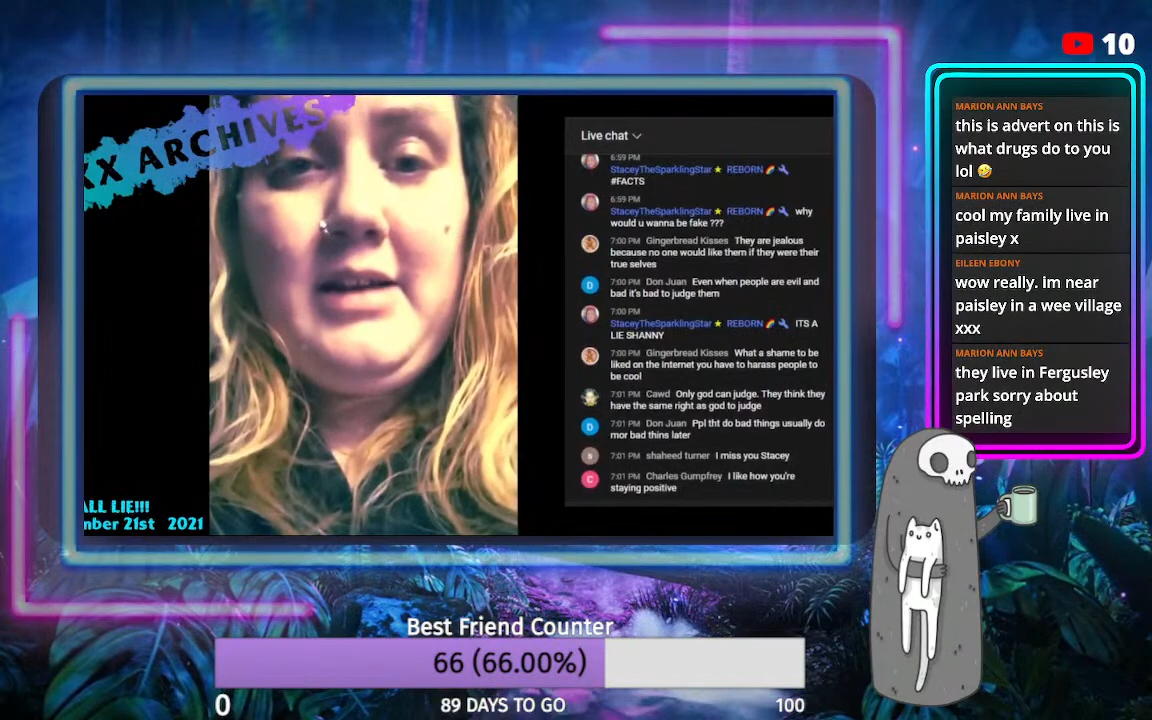 10
XX ARCHIVES
Live chat
6:59 PM
StaceyTheSparklingStar ⭐ REBORN 🌈 🔧
#FACTS
6:59 PM
StaceyTheSparklingStar ⭐ REBORN 🌈 🔧 why
would u wanna be fake ???
7:00 PM Gingerbread Kisses They are jealous
because no one would like them if they were their
true selves
D 7:00 PM Don Juan Even when people are evil and
bad it's bad to judge them
7:00 PM
StaceyTheSparklingStar ⭐ REBORN 🌈 🔧 ITS A
LIE SHANNY
7:00 PM Gingerbread Kisses What a shame to be
liked on the Internet you have to harass people to
be cool
7:01 PM Cawd Only god can judge. They think they
have the same right as god to judge
D 7:01 PM Don Juan Ppl tht do bad things usually do
mor bad thins later
s 7:01 PM shaheed turner I miss you Stacey
C 7:01 PM Charles Gumpfrey I like how you're
staying positive
ALL LIE!!!
mber 21st 2021
MARION ANN BAYS
this is advert on this is
what drugs do to you
lol 🤣
MARION ANN BAYS
cool my family live in
paisley x
EILEEN EBONY
wow really. im near
paisley in a wee village
xxx
MARION ANN BAYS
they live in Fergusley
park sorry about
spelling
Best Friend Counter
66 (66.00%)
0 89 DAYS TO GO 100